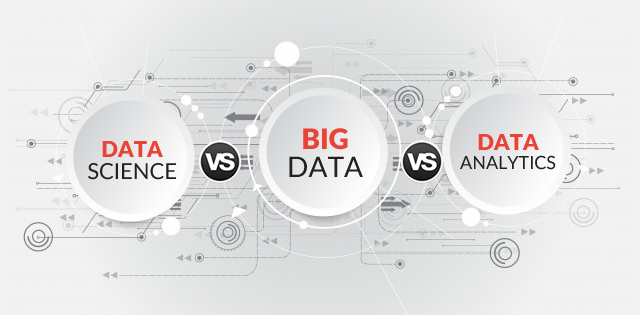 DATA
SCIENCE
VS
BIG
DATA
VS
DATA
ANALYTICS